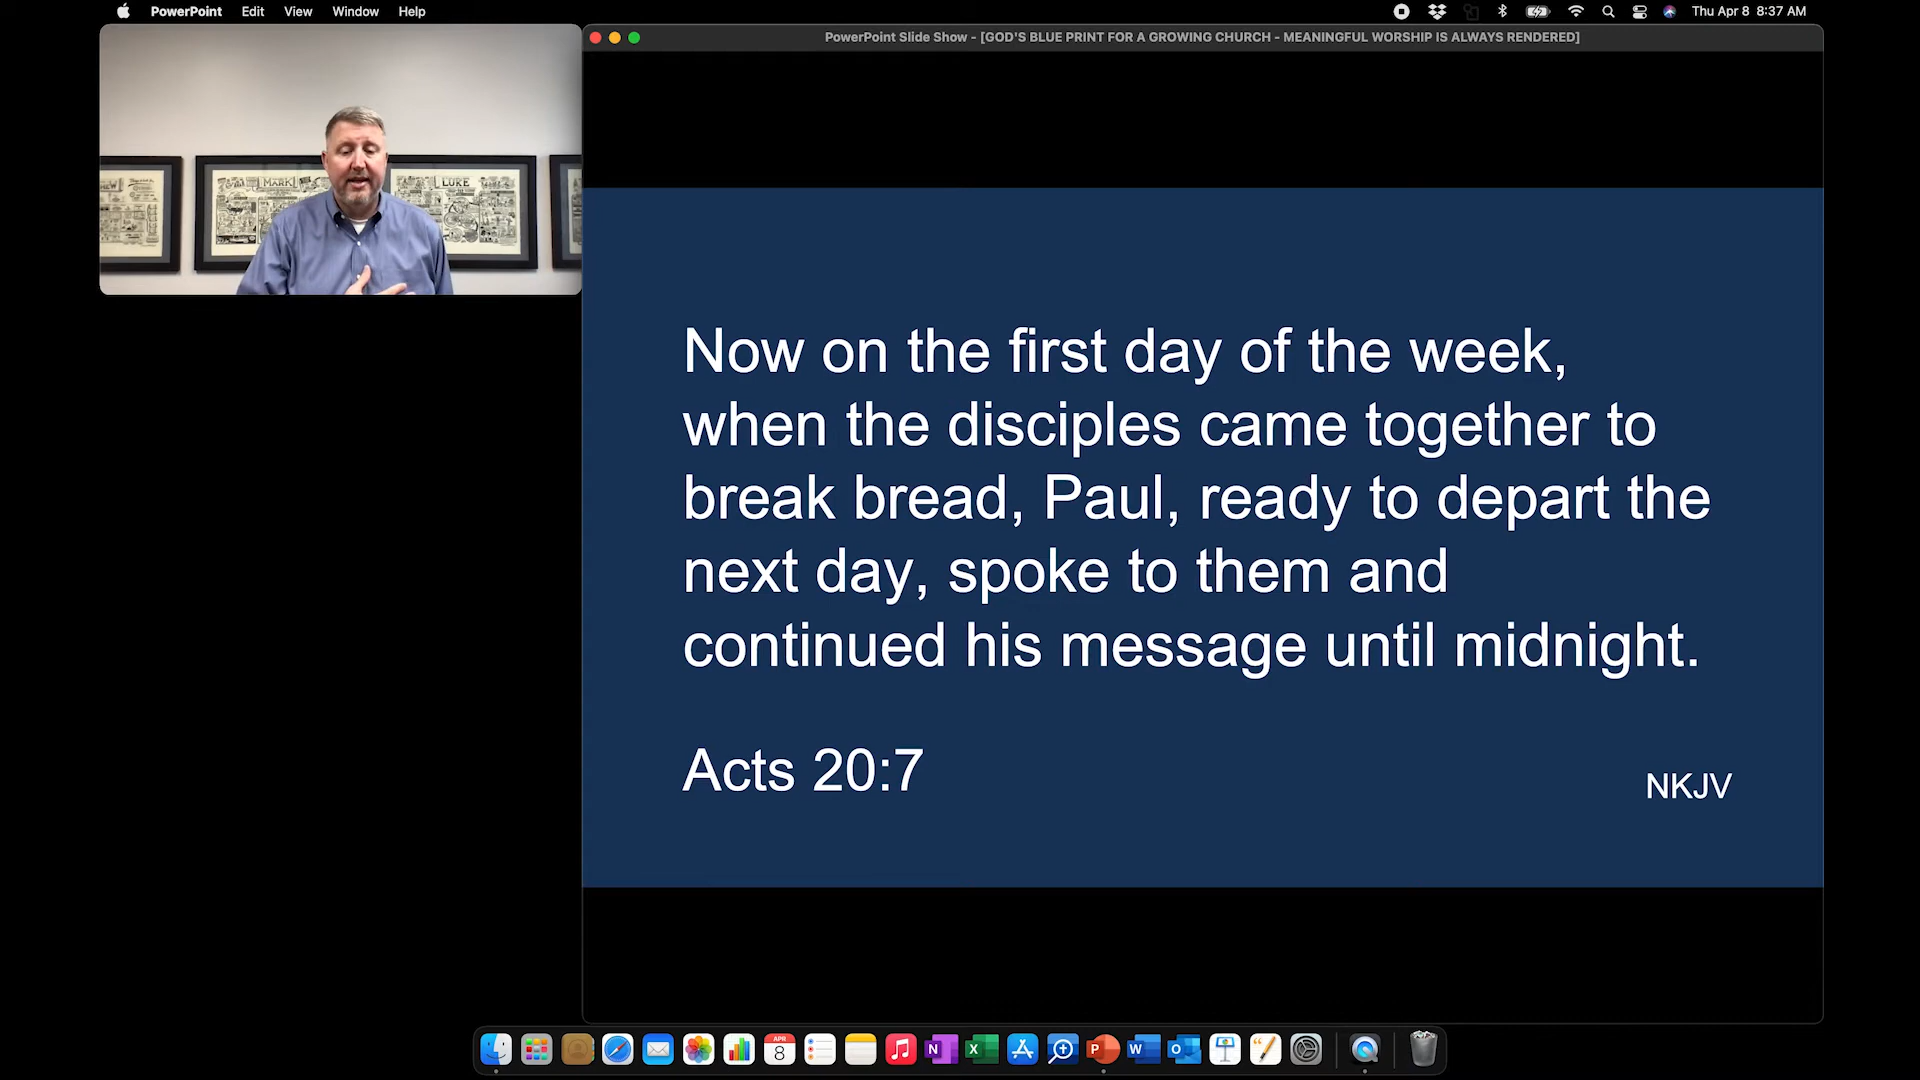 PowerPoint Edit View Window Help
Thu Apr 8 8:37 AM
PowerPoint Slide Show - [GOD'S BLUE PRINT FOR A GROWING CHURCH - MEANINGFUL WORSHIP IS ALWAYS RENDERED]
MARK
LUKE
Now on the first day of the week,
when the disciples came together to
break bread, Paul, ready to depart the
next day, spoke to them and
continued his message until midnight.
Acts 20:7
NKJV
APR
8
N
X
P
W
O